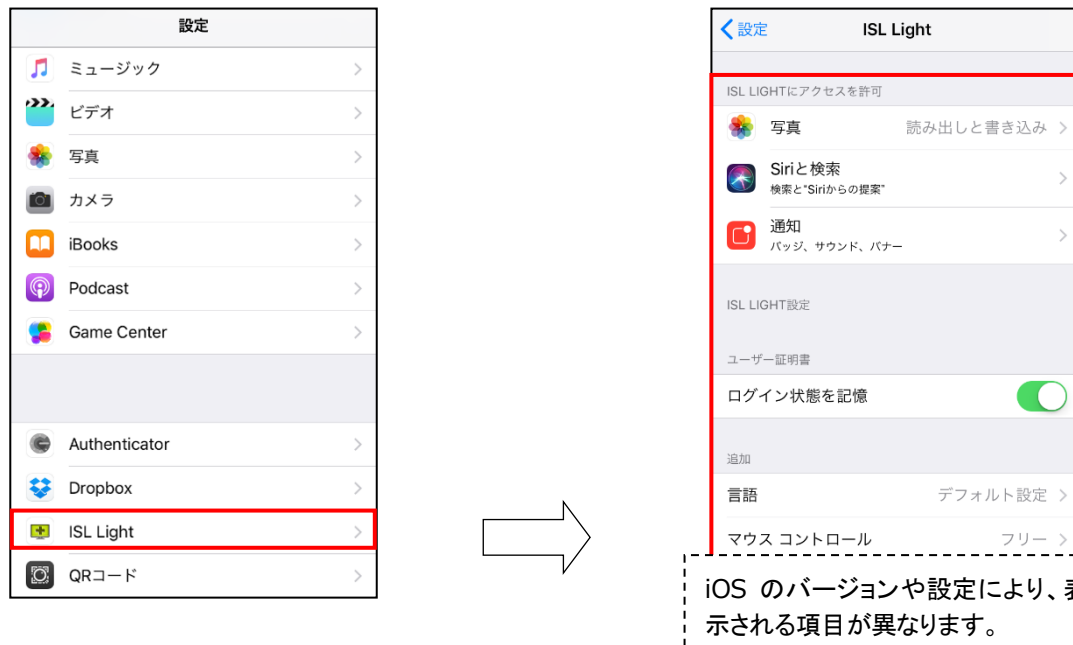 設定
ミュージック
ビデオ
写真
カメラ
iBooks
Podcast
Game Center
Authenticator
Dropbox
ISL Light
QRコード
設定
ISL Light
ISL LIGHTにアクセスを許可
写真 読み出しと書き込み
Siriと検索
検索と"Siriからの提案"
通知
バッジ、サウンド、バナー
ISL LIGHT設定
ユーザー証明書
ログイン状態を記憶
追加
言語 デフォルト設定
マウス コントロール フリー
iOS のバージョンや設定により、表
示される項目が異なります。